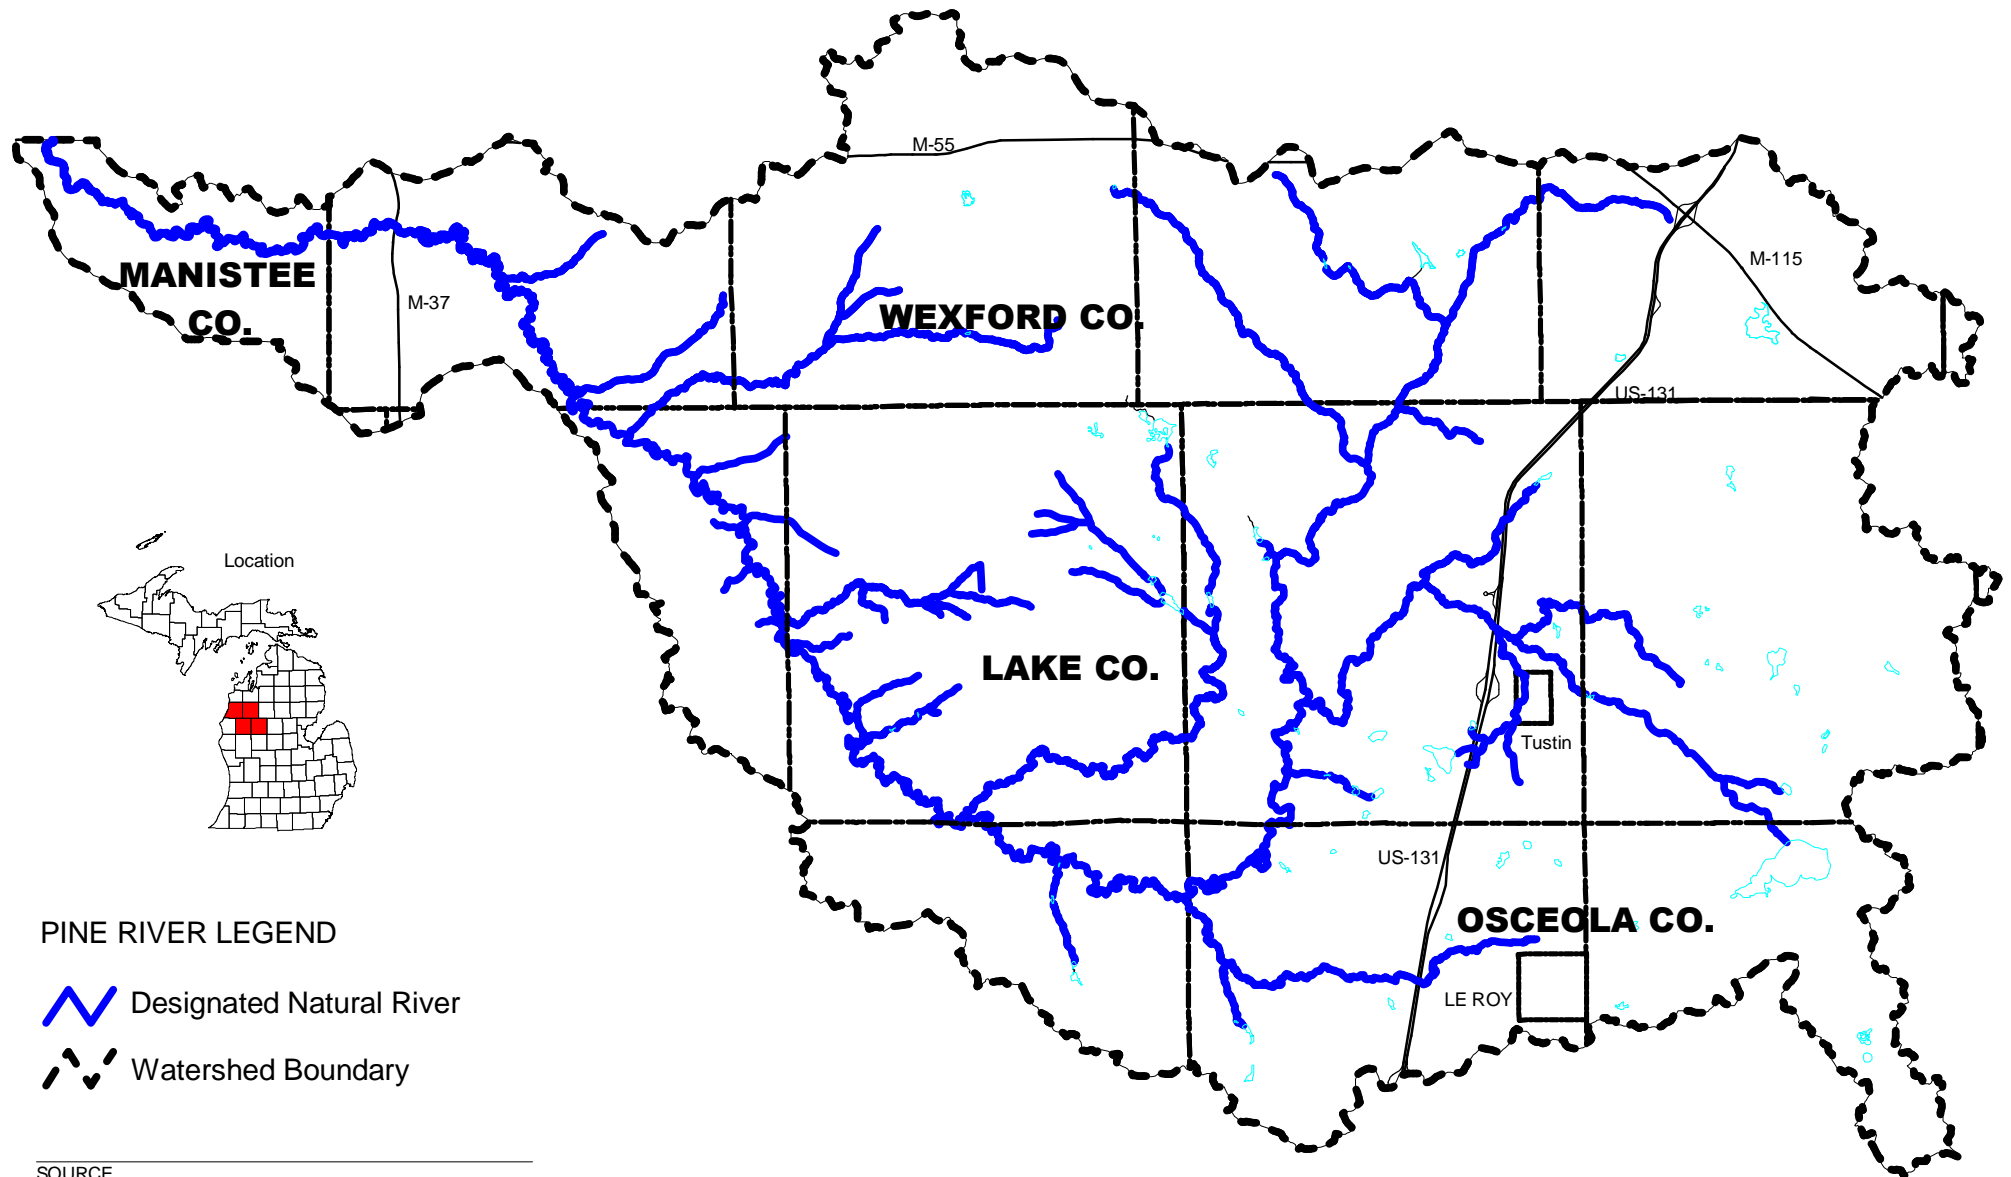 M-55
MANISTEE
CO.
M-37
WEXFORD CO.
M-115
US-131
Location
LAKE CO.
Tustin
US-131
OSCEOLA CO.
LE ROY
PINE RIVER LEGEND
Designated Natural River
Watershed Boundary
SOURCE